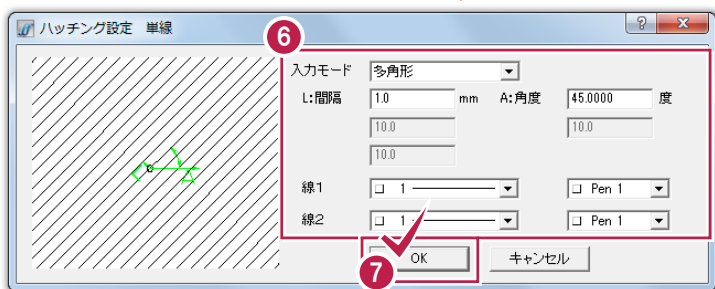 ハッチング設定 単線
6
入力モード 多角形
L:間隔 1.0 mm A:角度 45.0000 度
10.0 10.0
10.0
線1 1 Pen 1
線2 1 Pen 1
7 OK キャンセル